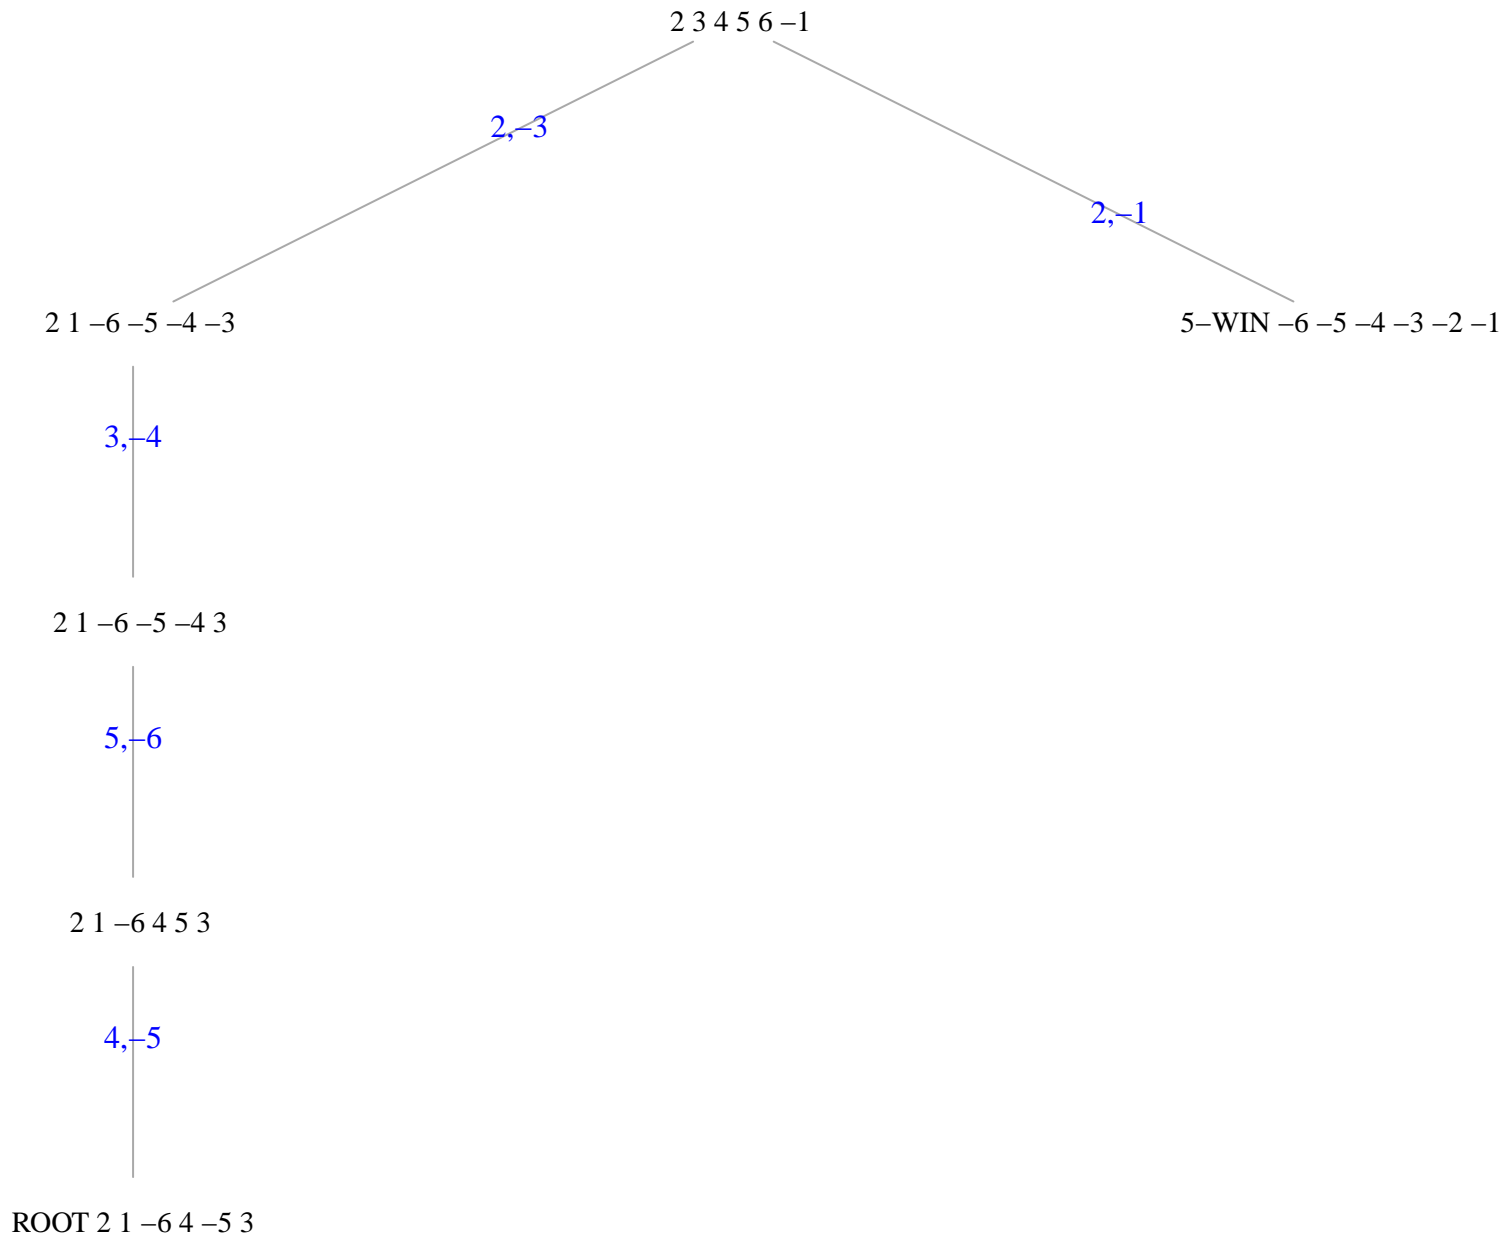 2 3 4 5 6 –1
2,–3
2,–1
2 1 –6 –5 –4 –3
5–WIN –6 –5 –4 –3 –2 –1
3,–4
2 1 –6 –5 –4 3
5,–6
2 1 –6 4 5 3
4,–5
ROOT 2 1 –6 4 –5 3